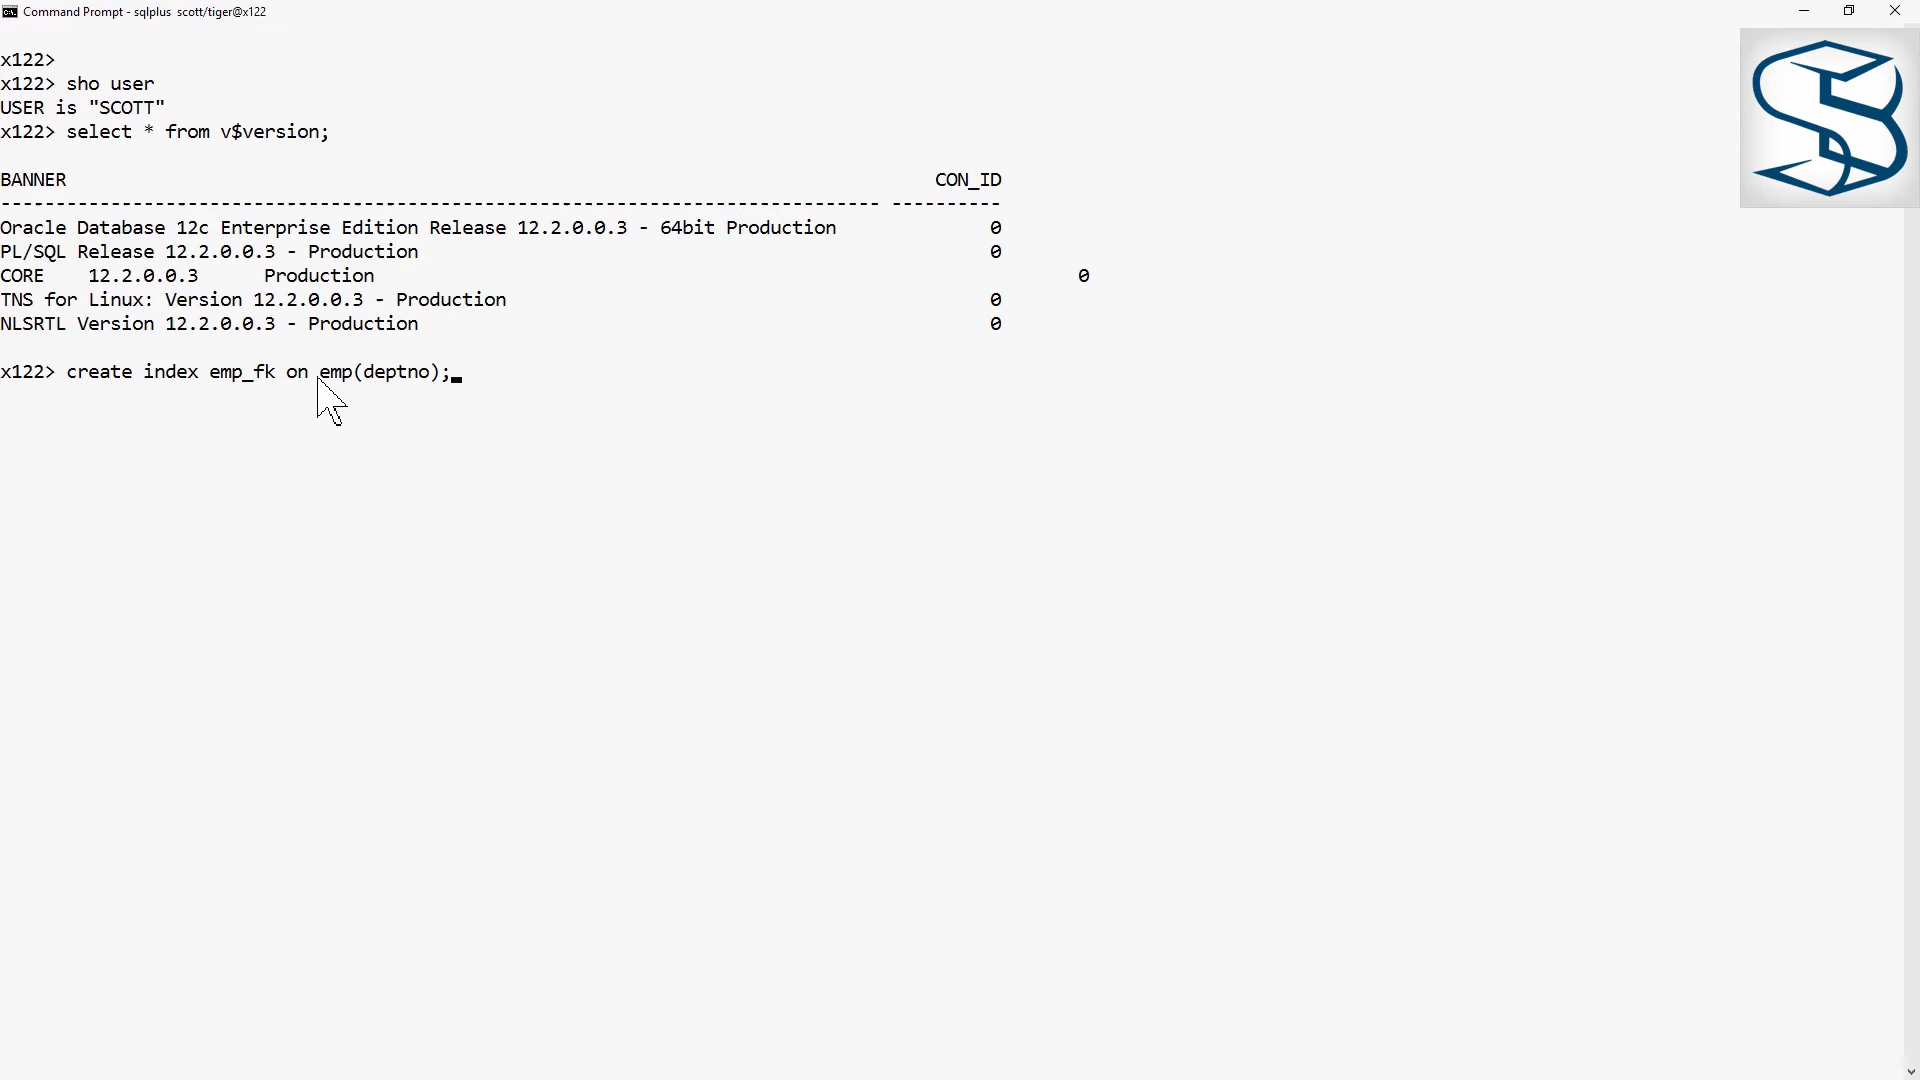 Command Prompt - sqlplus  scott/tiger@x122
x122>
x122> sho user
USER is "SCOTT"
x122> select * from v$version;
BANNER                                                                               CON_ID
-------------------------------------------------------------------------------- ----------
Oracle Database 12c Enterprise Edition Release 12.2.0.0.3 - 64bit Production              0
PL/SQL Release 12.2.0.0.3 - Production                                                    0
CORE    12.2.0.0.3      Production                                                                0
TNS for Linux: Version 12.2.0.0.3 - Production                                            0
NLSRTL Version 12.2.0.0.3 - Production                                                    0
x122> create index emp_fk on emp(deptno);